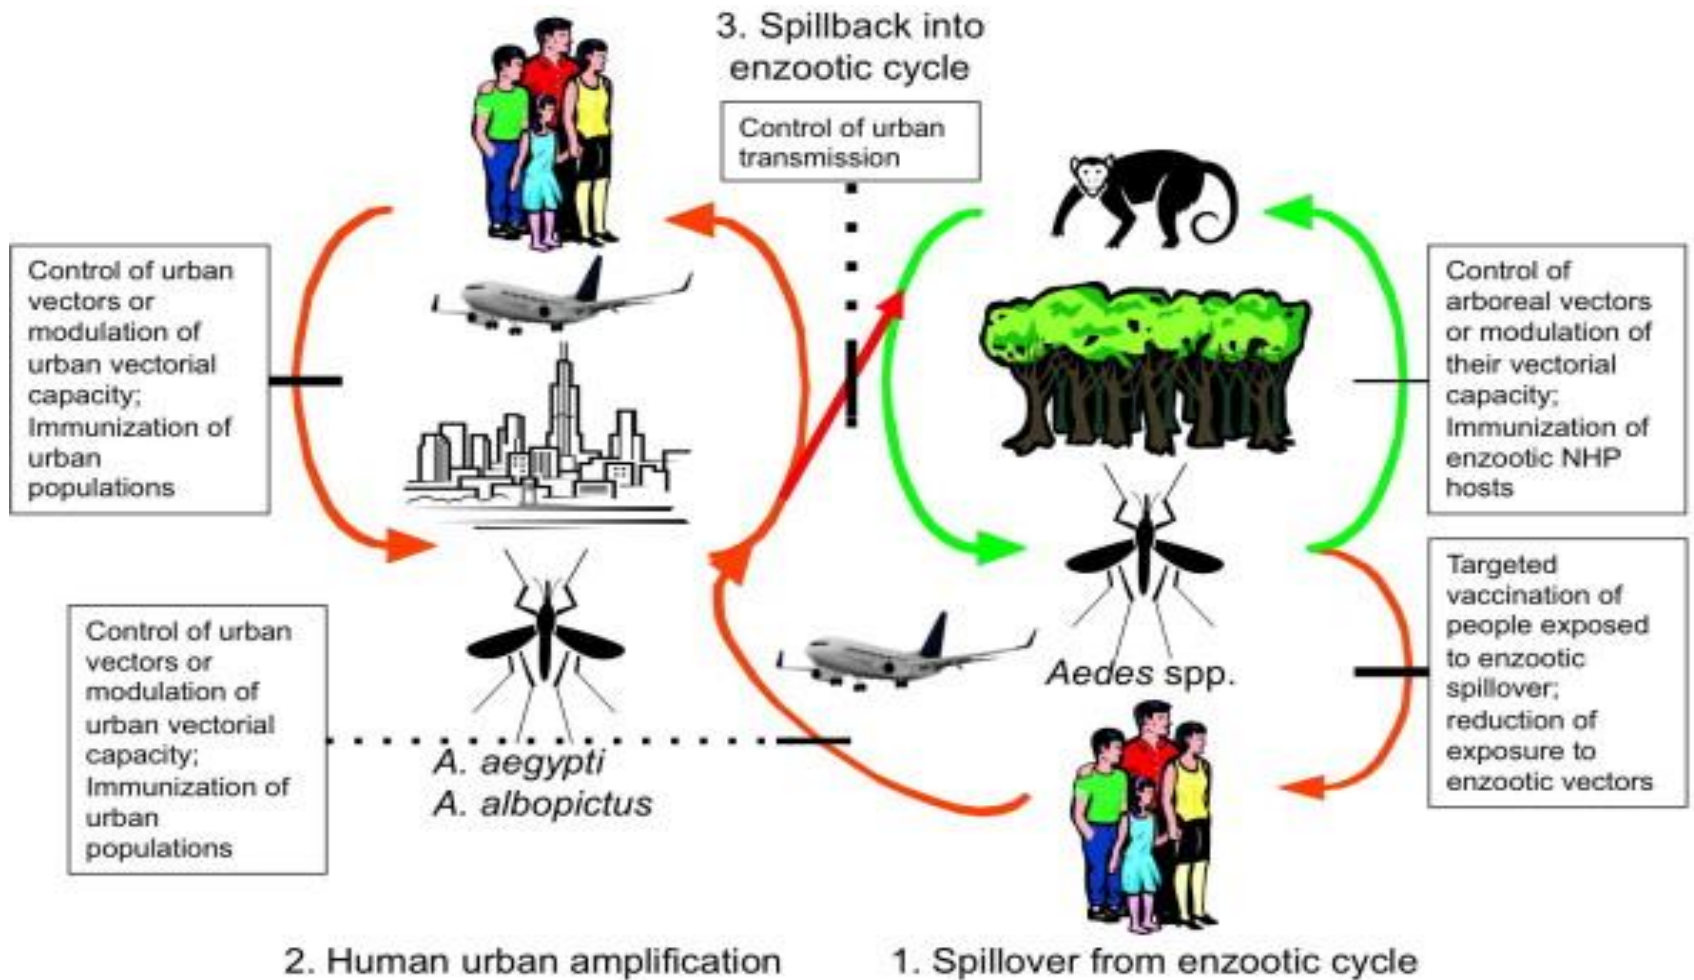 3. Spillback into
enzootic cycle
Control of urban
transmission
Control of urban
vectors or
modulation of
urban vectorial
capacity;
Immunization of
urban
populations
Control of
arboreal vectors
or modulation of
their vectorial
capacity;
Immunization of
enzootic NHP
hosts
Control of urban
vectors or
modulation of
urban vectorial
capacity;
Immunization of
urban
populations
Targeted
vaccination of
people exposed
to enzootic
spillover;
reduction of
exposure to
enzootic vectors
Aedes spp.
A. aegypti
A. albopictus
2. Human urban amplification
1. Spillover from enzootic cycle